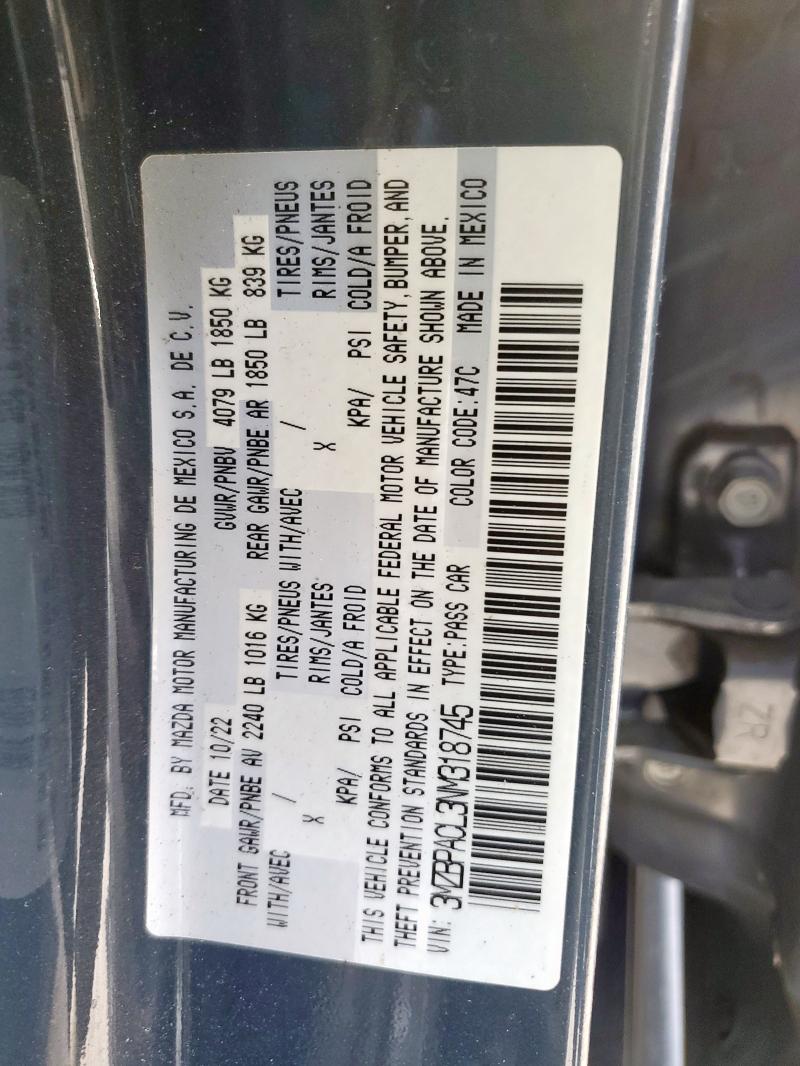 MFD. BY MAZDA MOTOR MANUFACTURING DE MEXICO S.A. DE C.V.
DATE 10/22 GVWR/PNBV 4079 LB 1850 KG
FRONT GAWR/PNBE AV 2240 LB 1016 KG REAR GAWR/PNBE AR 1850 LB 839 KG
WITH/AVEC / TIRES/PNEUS WITH/AVEC / TIRES/PNEUS
X RIMS/JANTES X RIMS/JANTES
KPA/ PSI COLD/A FROID KPA/ PSI COLD/A FROID
THIS VEHICLE CONFORMS TO ALL APPLICABLE FEDERAL MOTOR VEHICLE SAFETY, BUMPER, AND
THEFT PREVENTION STANDARDS IN EFFECT ON THE DATE OF MANUFACTURE SHOWN ABOVE.
VIN: 3MZBPACL3NM318745 TYPE:PASS CAR COLOR CODE:47C MADE IN MEXICO
ZR